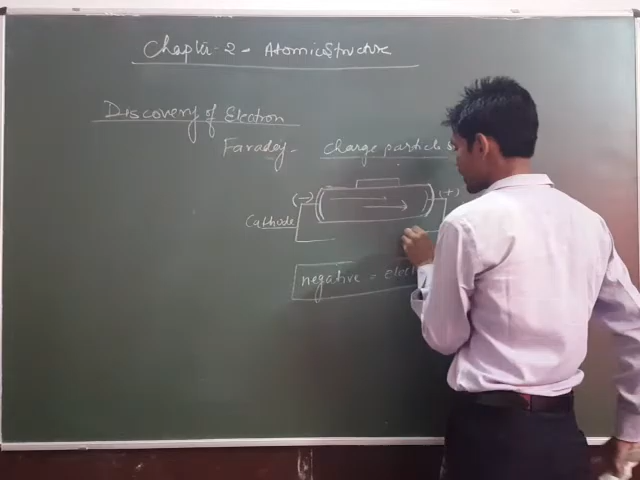 Chapter-2- Atomic Structure
Discovery of Electron
Faraday - charge particle
(-) (+)
Cathode
negative = elect